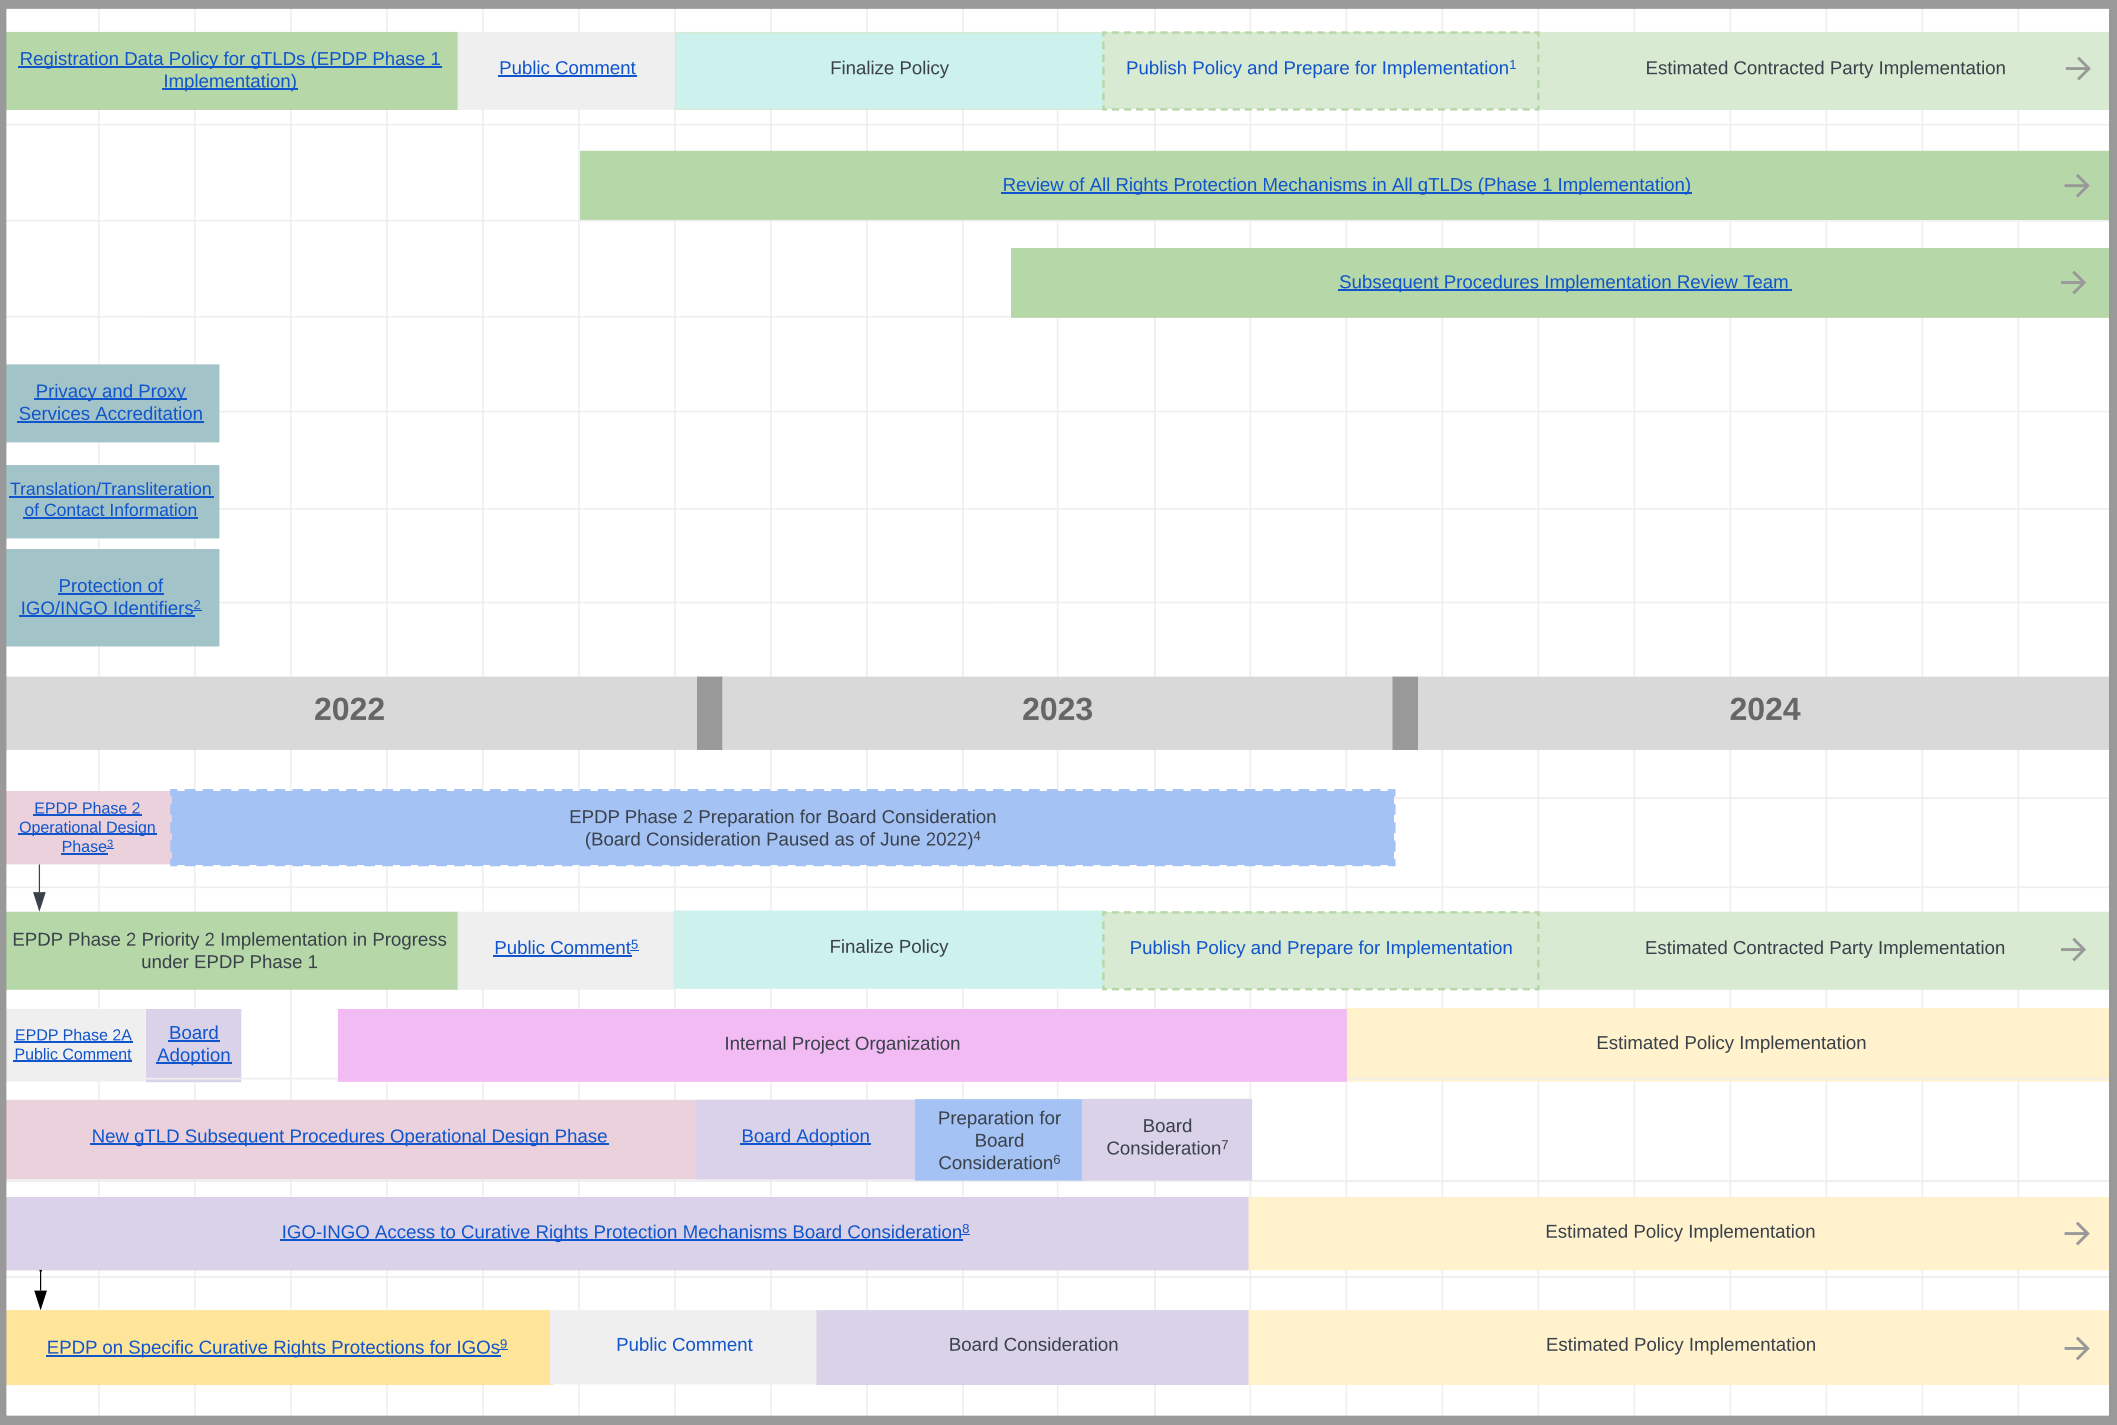 Registration Data Policy for gTLDs (EPDP Phase 1
Implementation)
Public Comment
Finalize Policy
Publish Policy and Prepare for Implementation¹
Estimated Contracted Party Implementation
Review of All Rights Protection Mechanisms in All gTLDs (Phase 1 Implementation)
Subsequent Procedures Implementation Review Team
Privacy and Proxy
Services Accreditation
Translation/Transliteration
of Contact Information
Protection of
IGO/INGO Identifiers²
2022
2023
2024
EPDP Phase 2
Operational Design
Phase³
EPDP Phase 2 Preparation for Board Consideration
(Board Consideration Paused as of June 2022)⁴
EPDP Phase 2 Priority 2 Implementation in Progress
under EPDP Phase 1
Public Comment⁵
Finalize Policy
Publish Policy and Prepare for Implementation
Estimated Contracted Party Implementation
EPDP Phase 2A
Public Comment
Board
Adoption
Internal Project Organization
Estimated Policy Implementation
New gTLD Subsequent Procedures Operational Design Phase
Board Adoption
Preparation for
Board
Consideration⁶
Board
Consideration⁷
IGO-INGO Access to Curative Rights Protection Mechanisms Board Consideration⁸
Estimated Policy Implementation
EPDP on Specific Curative Rights Protections for IGOs⁹
Public Comment
Board Consideration
Estimated Policy Implementation